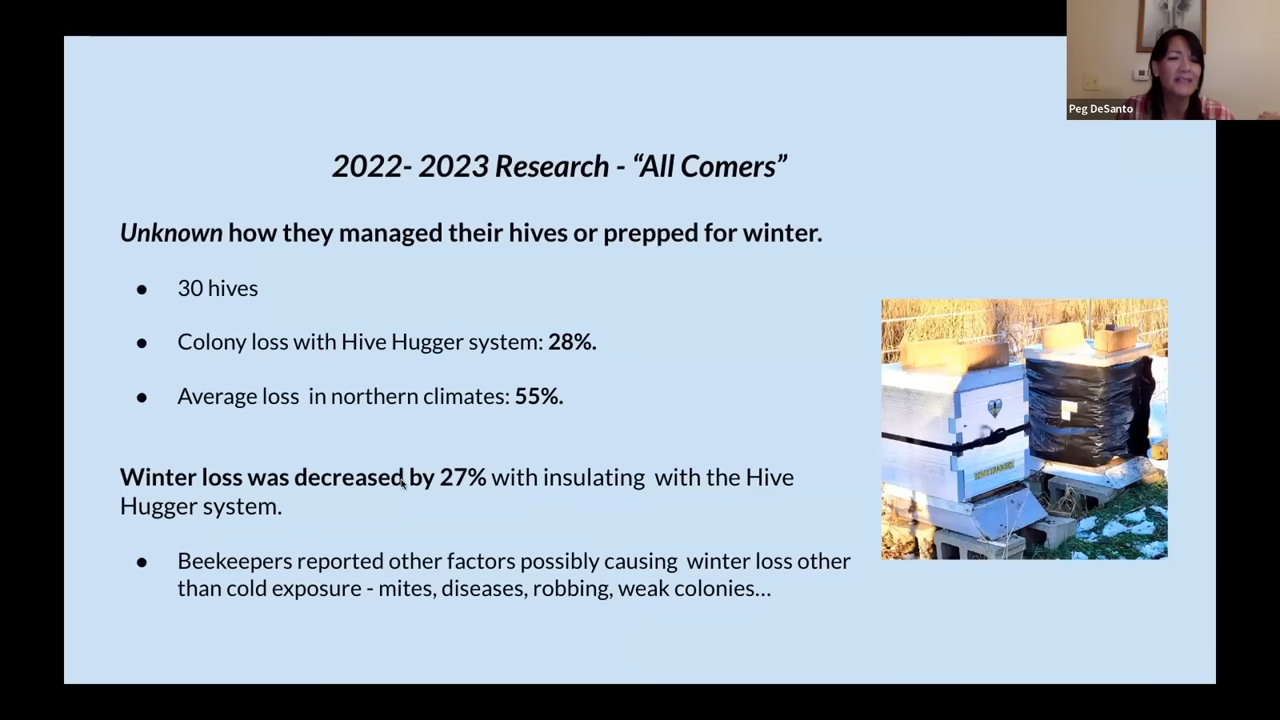 Peg DeSanto
2022- 2023 Research - “All Comers”
Unknown how they managed their hives or prepped for winter.
● 30 hives
● Colony loss with Hive Hugger system: 28%.
● Average loss in northern climates: 55%.
Winter loss was decreased by 27% with insulating with the Hive
Hugger system.
● Beekeepers reported other factors possibly causing winter loss other
than cold exposure - mites, diseases, robbing, weak colonies...
HIVE HUGGER